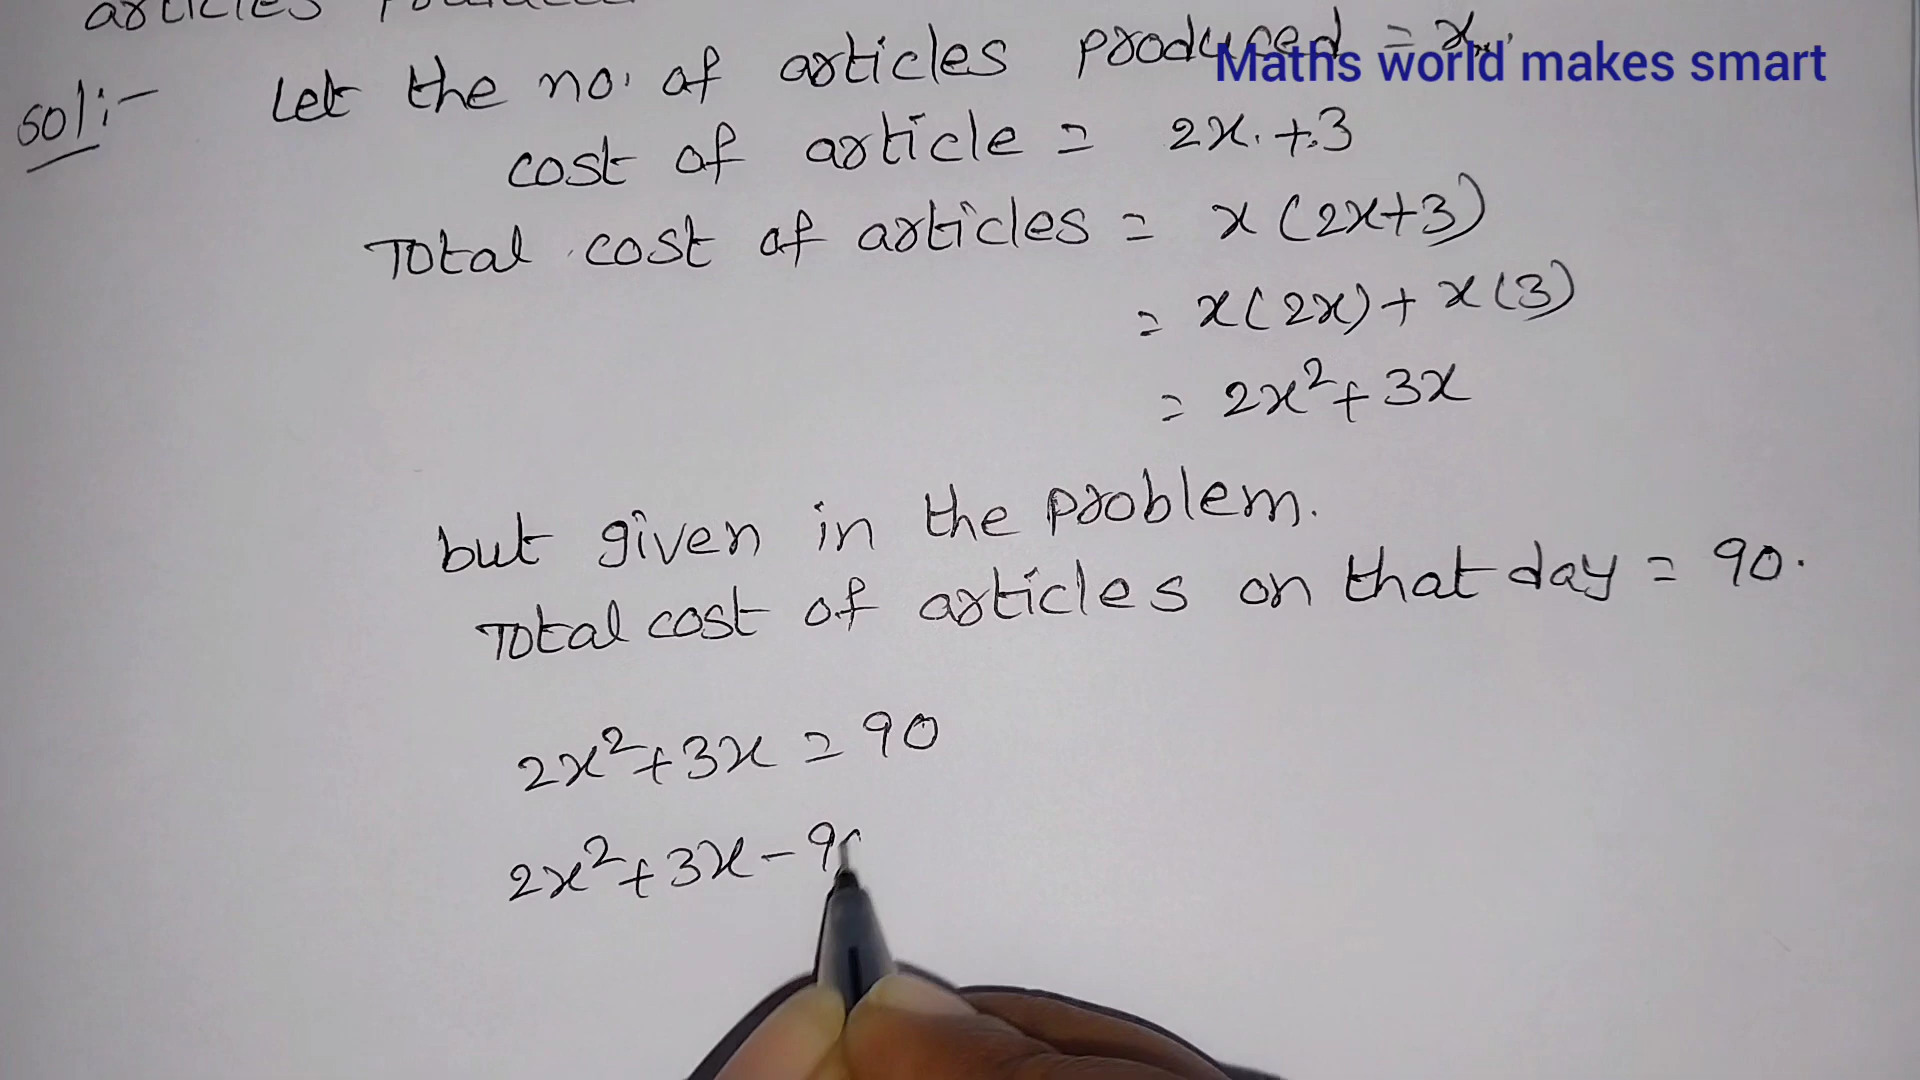 articles
sol:- Let the no. of articles produced = x.
Maths world makes smart
cost of article = 2x + 3
Total cost of articles = x(2x+3)
= x(2x) + x(3)
= 2x² + 3x
but given in the problem.
Total cost of articles on that day = 90.
2x² + 3x = 90
2x² + 3x - 90